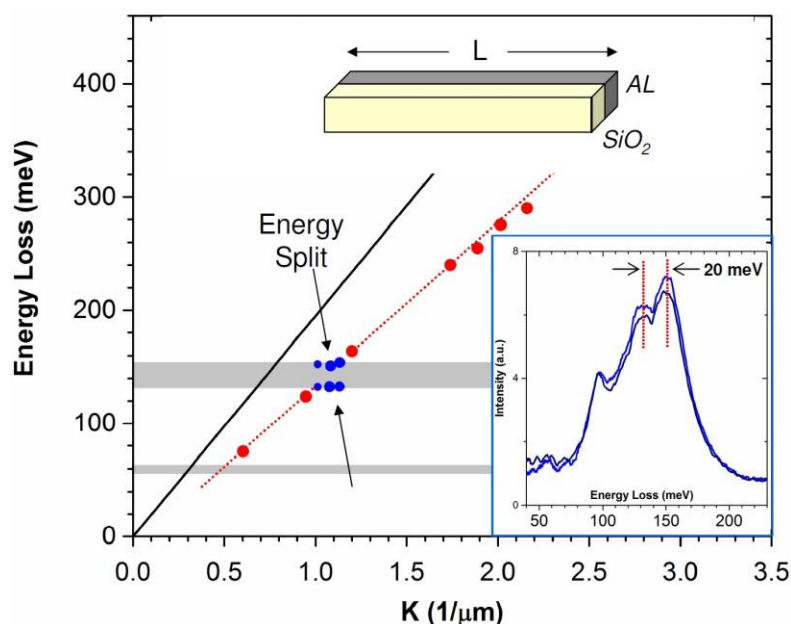 L
AL
SiO2
400
300
200
100
0
Energy Loss (meV)
Energy
Split
0.0 0.5 1.0 1.5 2.0 2.5 3.0 3.5
K (1/μm)
20 meV
8
4
0
Intensity (a.u.)
Energy Loss (meV)
50 100 150 200